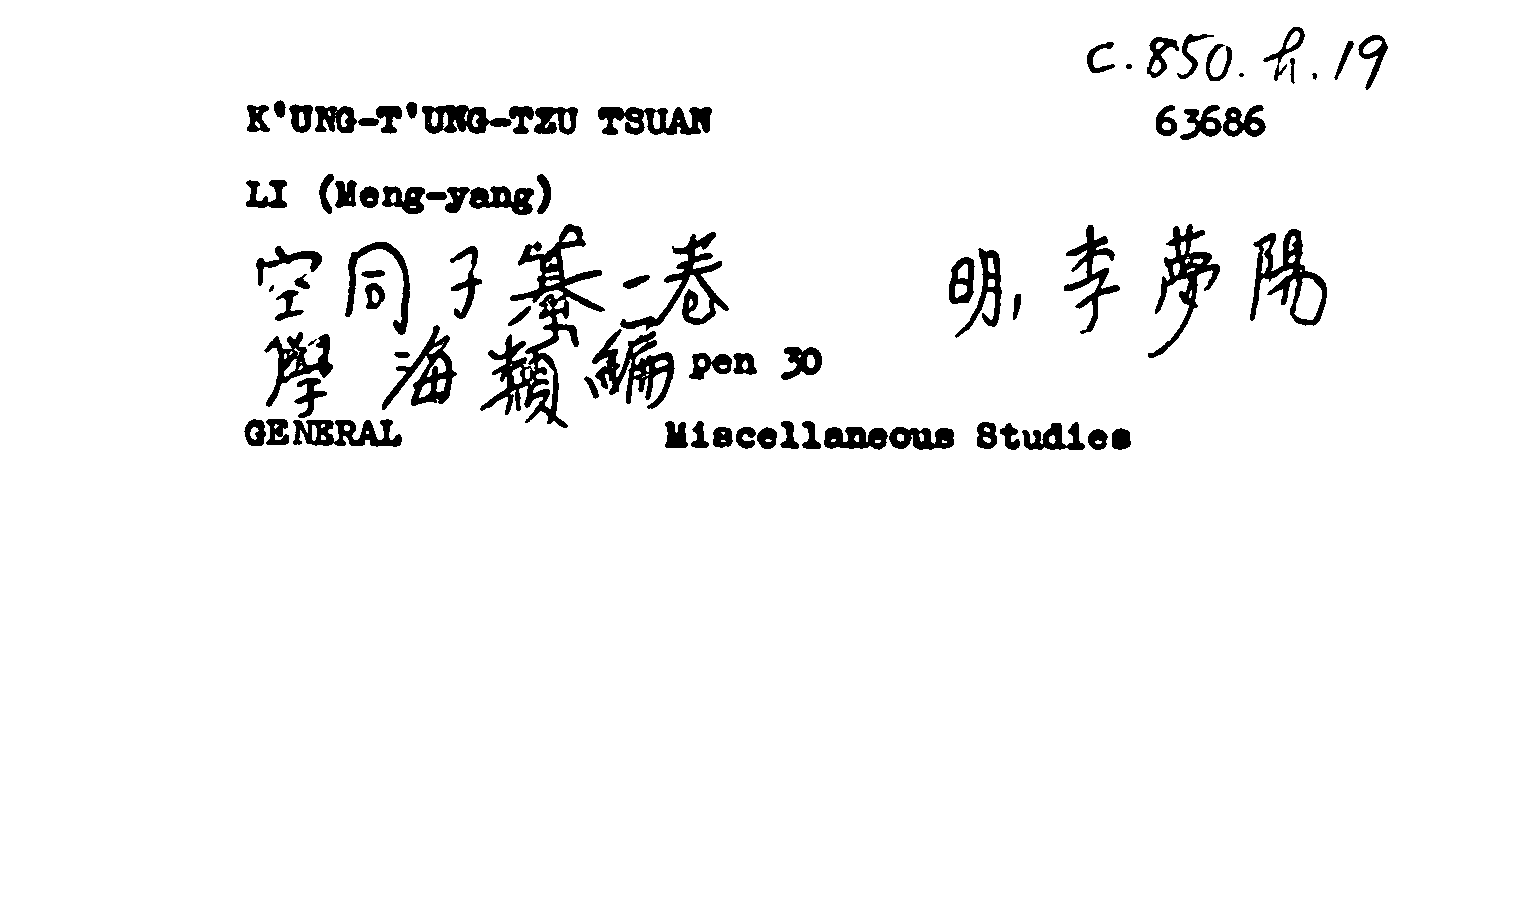 C.850.h.19
K'UNG-T'UNG-TZU TSUAN 63686
LI (Meng-yang)
空同子纂二卷 明, 李夢陽
學海類編 pen 30
GENERAL Miscellaneous Studies